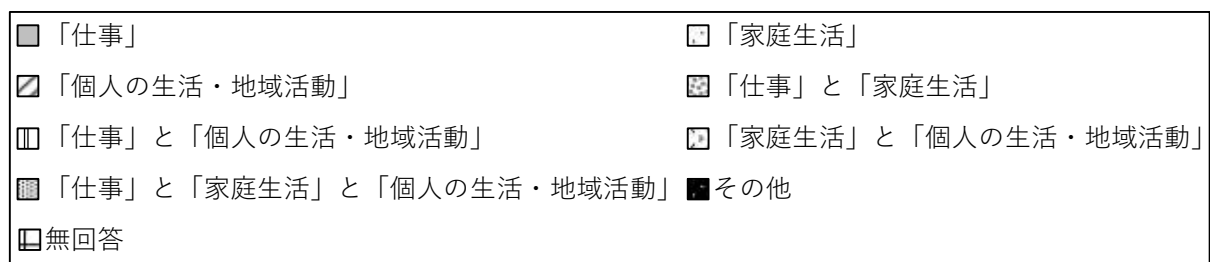 「仕事」 「家庭生活」
「個人の生活・地域活動」 「仕事」と「家庭生活」
「仕事」と「個人の生活・地域活動」 「家庭生活」と「個人の生活・地域活動」
「仕事」と「家庭生活」と「個人の生活・地域活動」 その他
無回答